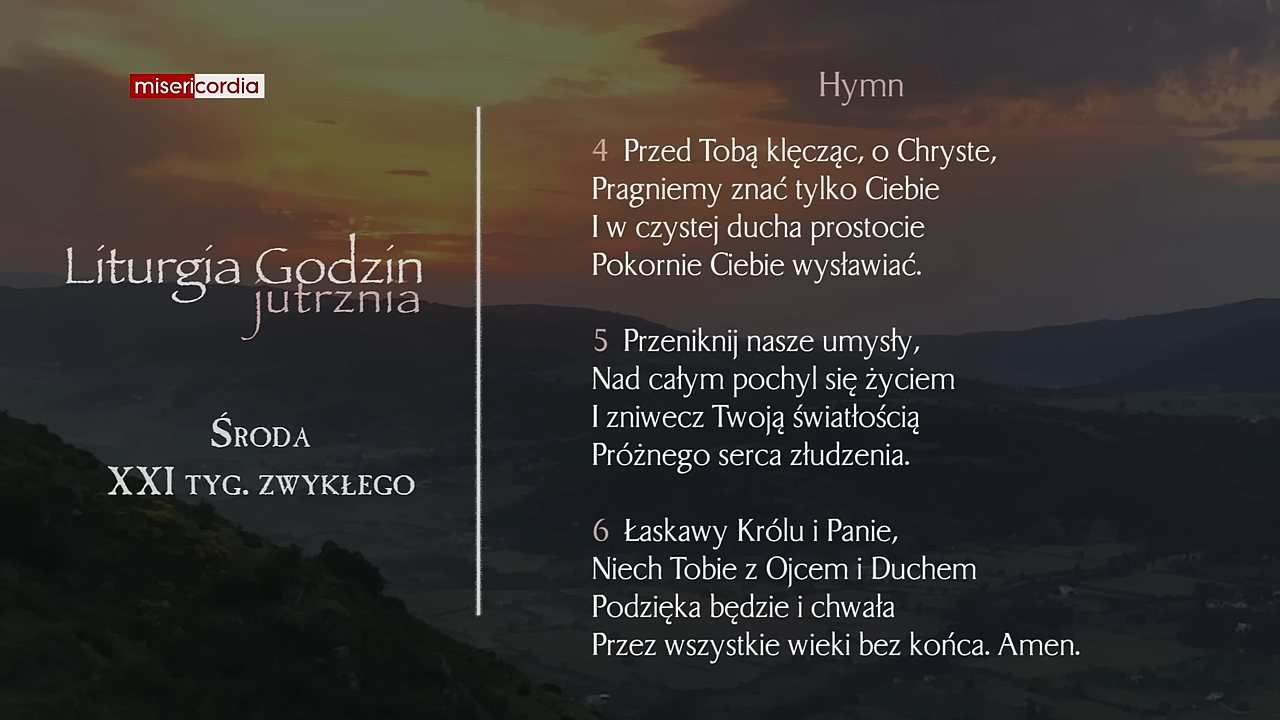 misericordia
Liturgia Godzin
jutrznia
Środa
XXI tyg. zwykłego
Hymn
4 Przed Tobą klęcząc, o Chryste,
Pragniemy znać tylko Ciebie
I w czystej ducha prostocie
Pokornie Ciebie wysławiać.
5 Przeniknij nasze umysły,
Nad całym pochyl się życiem
I zniwecz Twoją światłością
Próżnego serca złudzenia.
6 Łaskawy Królu i Panie,
Niech Tobie z Ojcem i Duchem
Podzięka będzie i chwała
Przez wszystkie wieki bez końca. Amen.